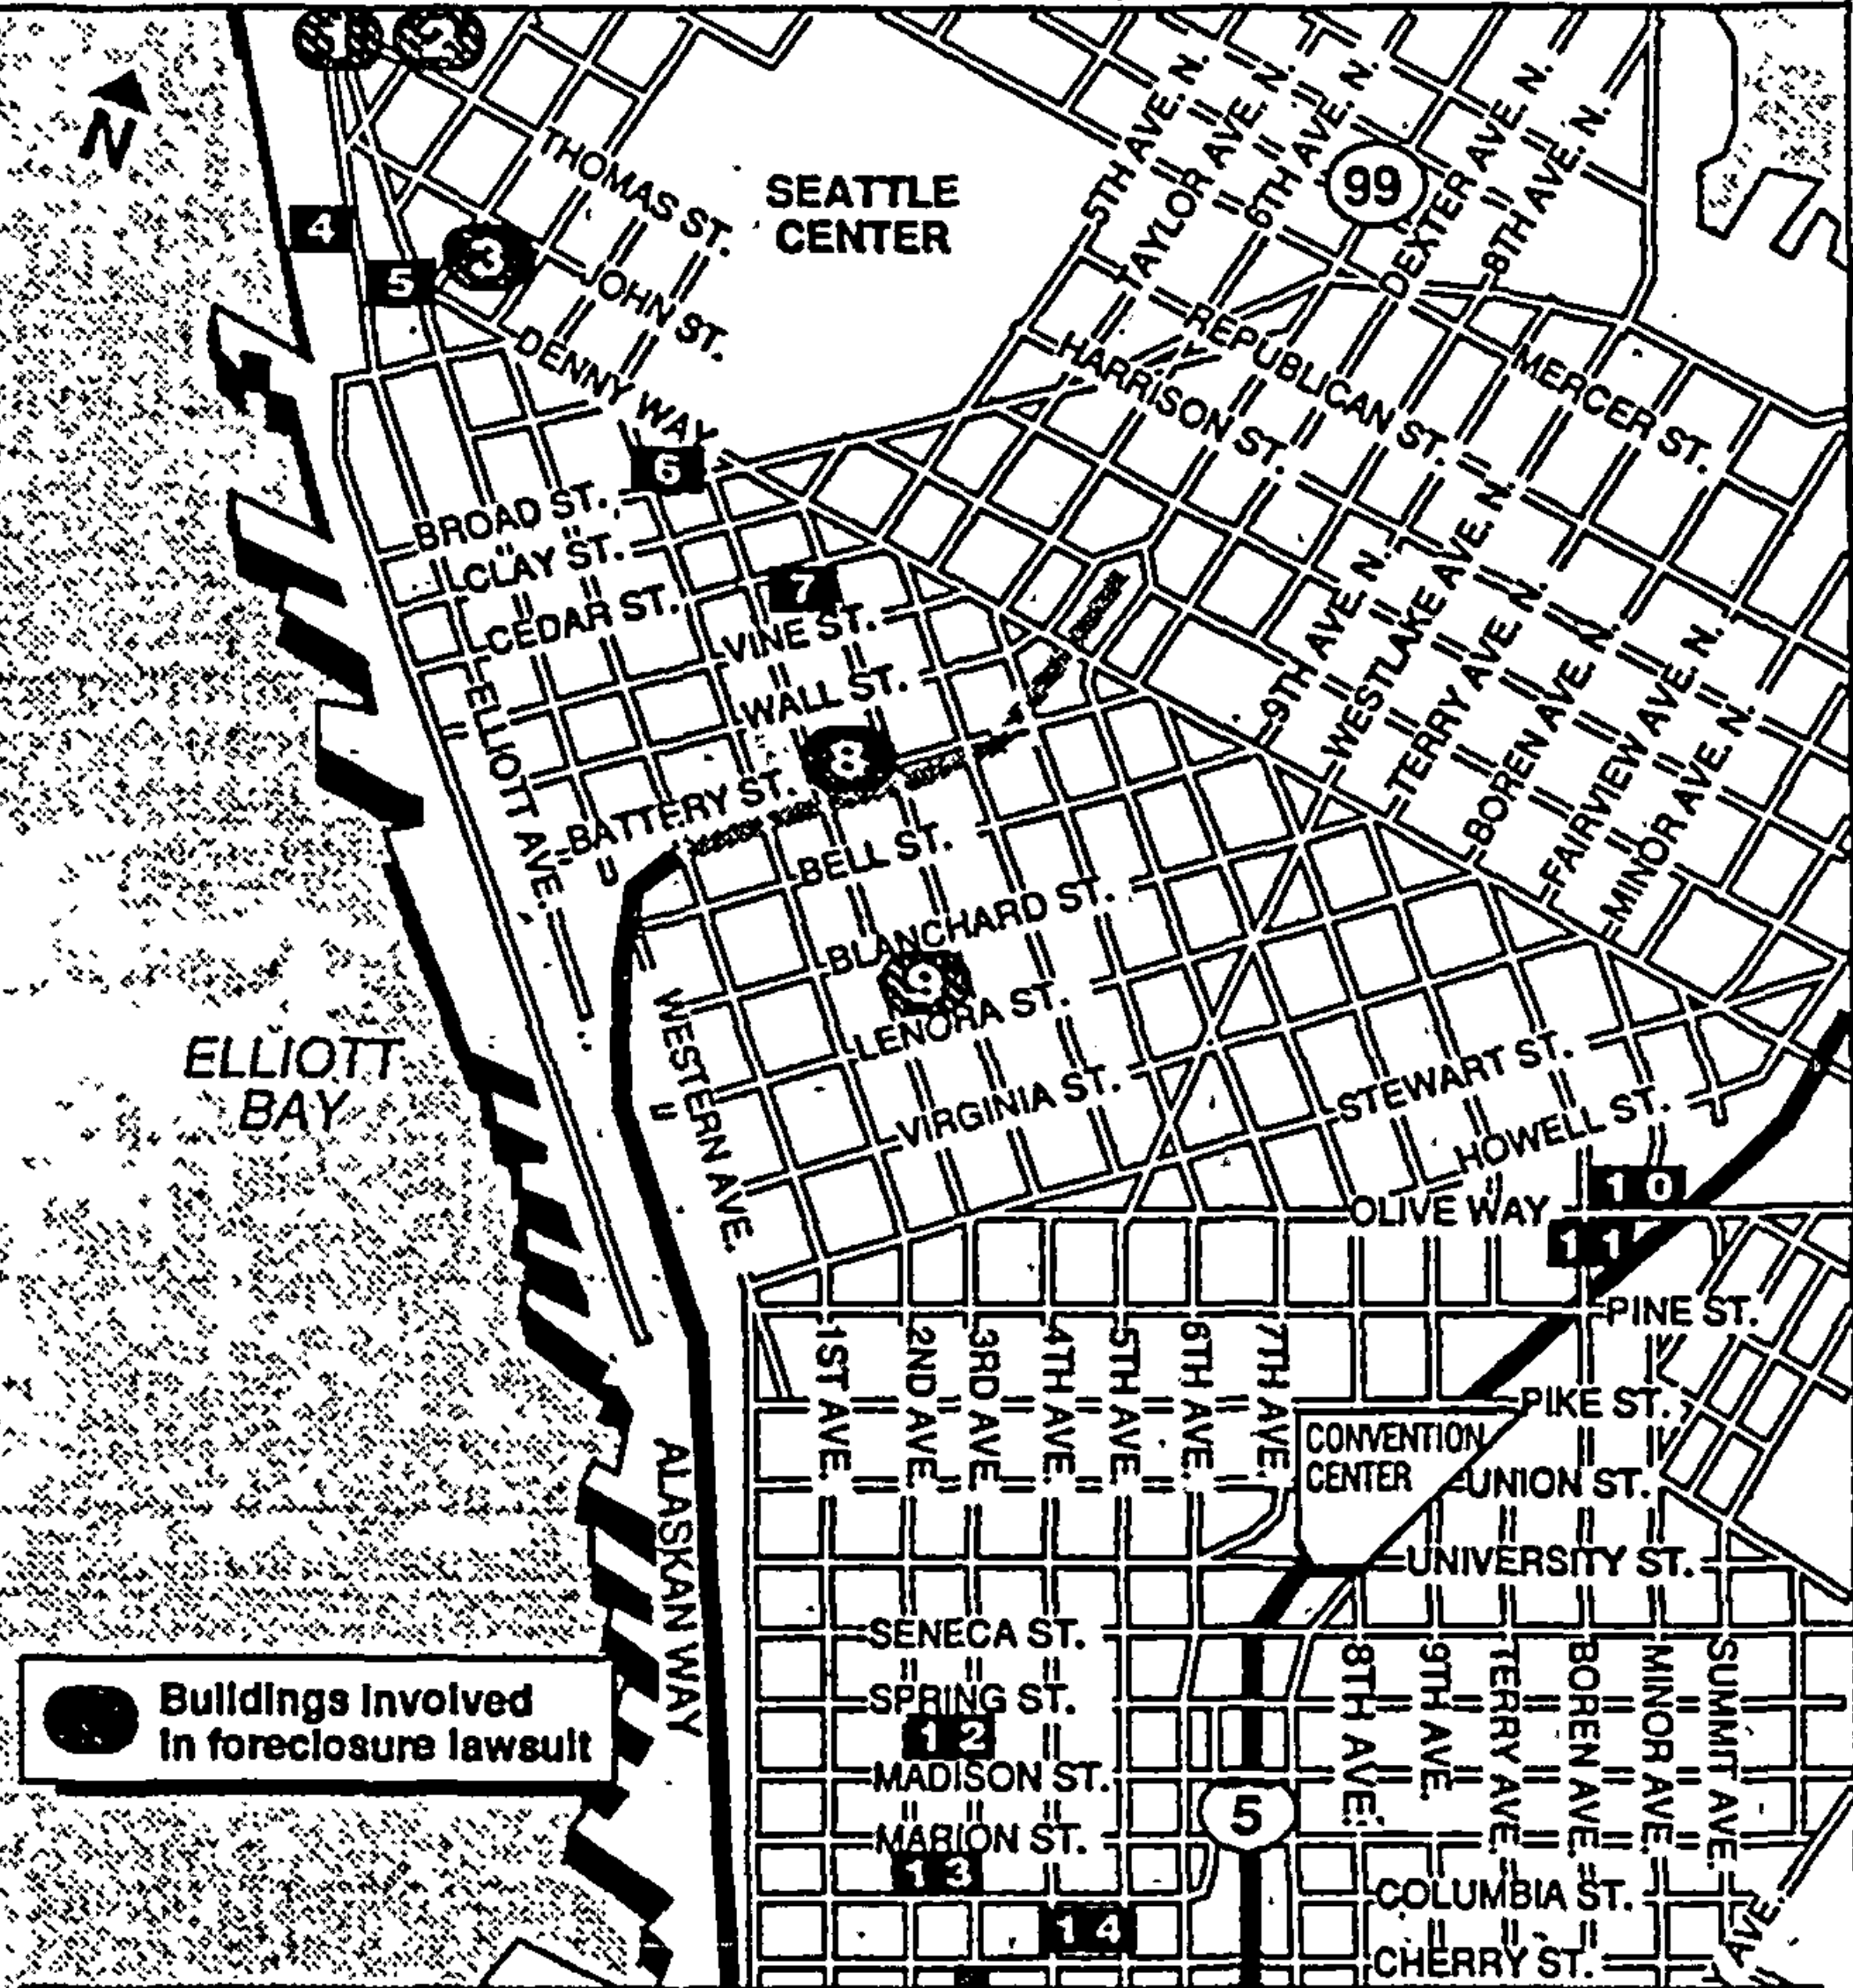 1
2
N
THOMAS ST.
SEATTLE
CENTER
5TH AVE. N.
TAYLOR AVE. N.
6TH AVE. N.
99
DEXTER AVE. N.
8TH AVE. N.
4
3
5
JOHN ST.
DENNY WAY
HARRISON ST.
REPUBLICAN ST.
MERCER ST.
6
BROAD ST.
CLAY ST.
CEDAR ST.
7
VINE ST.
WALL ST.
9TH AVE. N.
WESTLAKE AVE. N.
TERRY AVE. N.
BOREN AVE. N.
FAIRVIEW AVE. N.
MINOR AVE. N.
ELLIOTT AVE.
8
BATTERY ST.
BELL ST.
BLANCHARD ST.
9
LENORA ST.
ELLIOTT
BAY
WESTERN AVE.
VIRGINIA ST.
STEWART ST.
HOWELL ST.
10
OLIVE WAY
11
PINE ST.
1ST AVE.
2ND AVE.
3RD AVE.
4TH AVE.
5TH AVE.
6TH AVE.
7TH AVE.
PIKE ST.
CONVENTION
CENTER
UNION ST.
ALASKAN WAY
UNIVERSITY ST.
SENECA ST.
SPRING ST.
12
MADISON ST.
MARION ST.
13
14
5
8TH AVE.
9TH AVE.
TERRY AVE.
BOREN AVE.
MINOR AVE.
SUMMIT AVE.
COLUMBIA ST.
CHERRY ST.
AVE.
Buildings involved
in foreclosure lawsuit